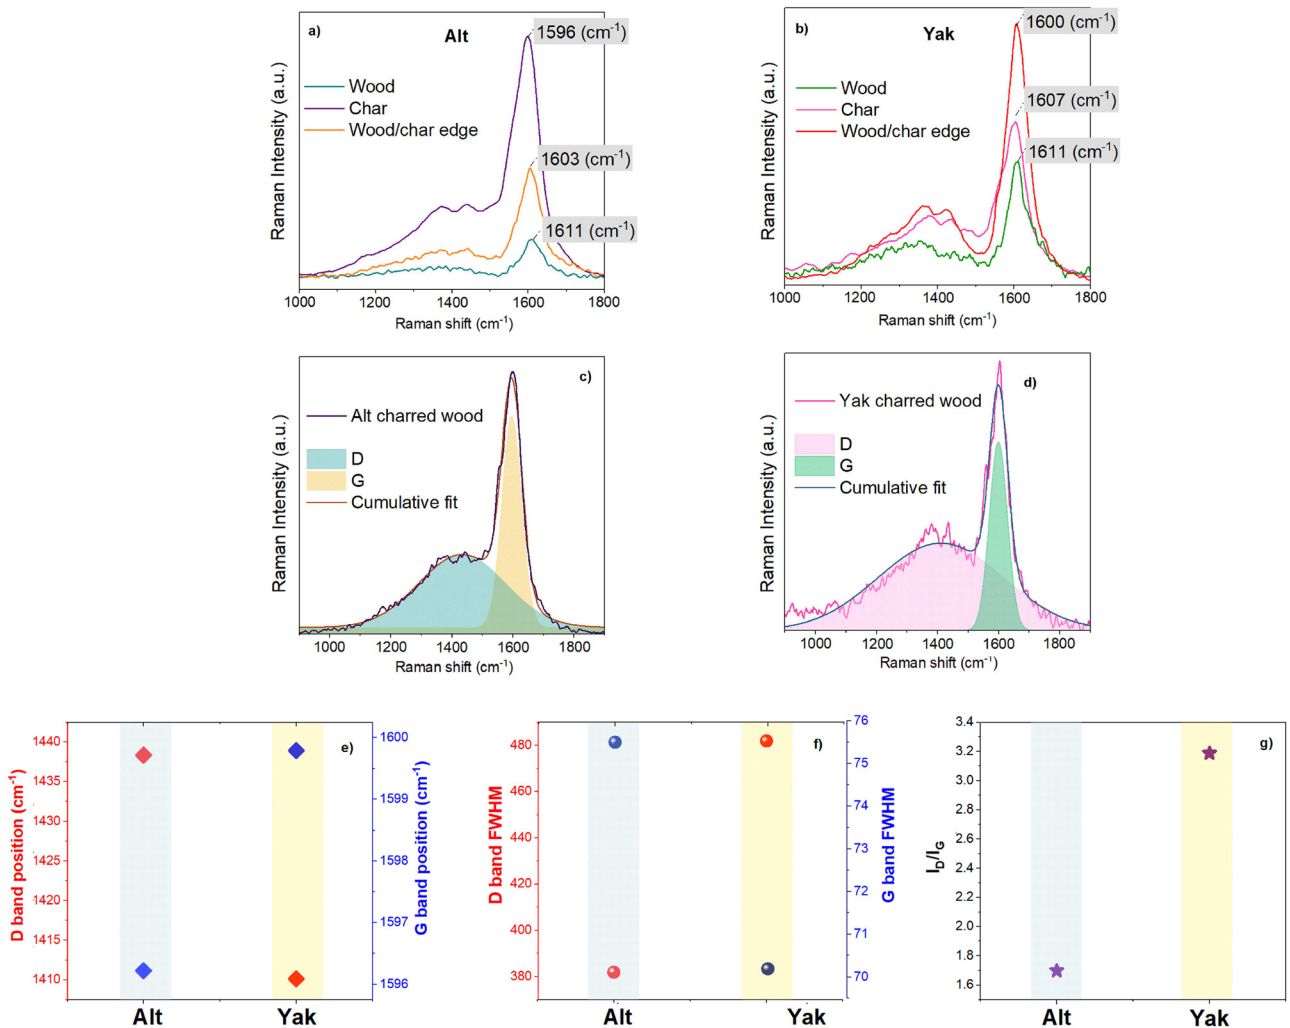 a)
Alt
1596 (cm⁻¹)
Wood
Char
Wood/char edge
1603 (cm⁻¹)
1611 (cm⁻¹)
Raman Intensity (a.u.)
1000 1200 1400 1600 1800
Raman shift (cm⁻¹)
b)
Yak
1600 (cm⁻¹)
Wood
Char
Wood/char edge
1607 (cm⁻¹)
1611 (cm⁻¹)
Raman Intensity (a.u.)
1000 1200 1400 1600 1800
Raman shift (cm⁻¹)
c)
Alt charred wood
D
G
Cumulative fit
Raman Intensity (a.u.)
1000 1200 1400 1600 1800
Raman shift (cm⁻¹)
d)
Yak charred wood
D
G
Cumulative fit
Raman Intensity (a.u.)
1000 1200 1400 1600 1800
Raman shift (cm⁻¹)
e)
D band position (cm⁻¹)
1440
1435
1430
1425
1420
1415
1410
G band position (cm⁻¹)
1600
1599
1598
1597
1596
Alt Yak
f)
D band FWHM
480
460
440
420
400
380
G band FWHM
76
75
74
73
72
71
70
Alt Yak
g)
I_D/I_G
3.4
3.2
3.0
2.8
2.6
2.4
2.2
2.0
1.8
1.6
Alt Yak